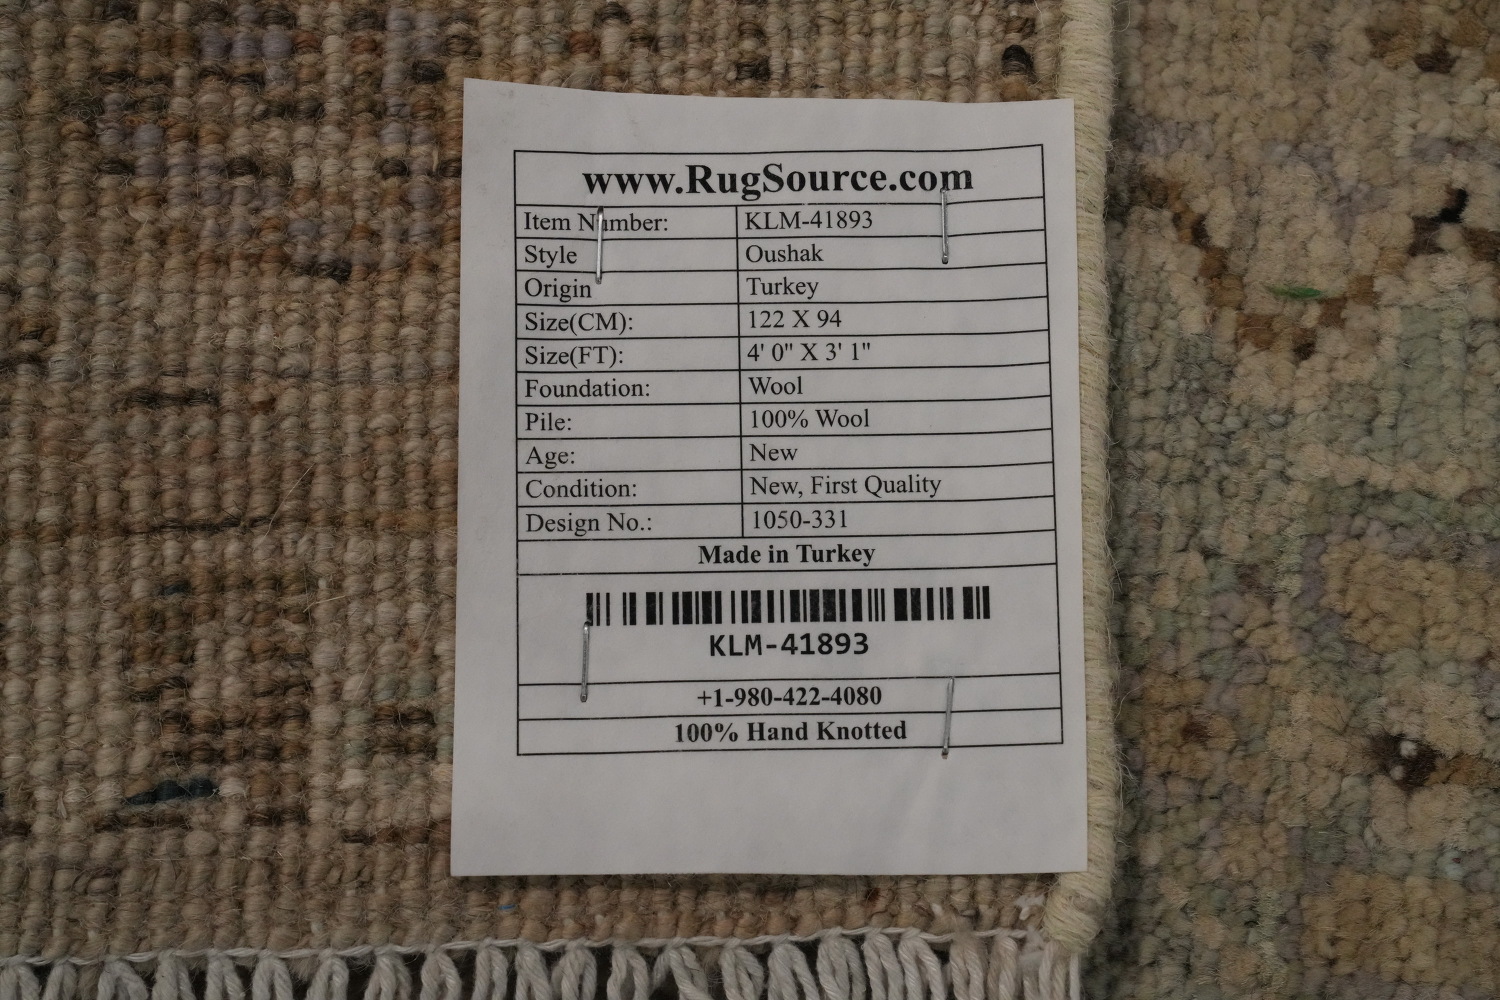 www.RugSource.com
Item Number: KLM-41893
Style Oushak
Origin Turkey
Size(CM): 122 X 94
Size(FT): 4' 0" X 3' 1"
Foundation: Wool
Pile: 100% Wool
Age: New
Condition: New, First Quality
Design No.: 1050-331
Made in Turkey
KLM-41893
+1-980-422-4080
100% Hand Knotted